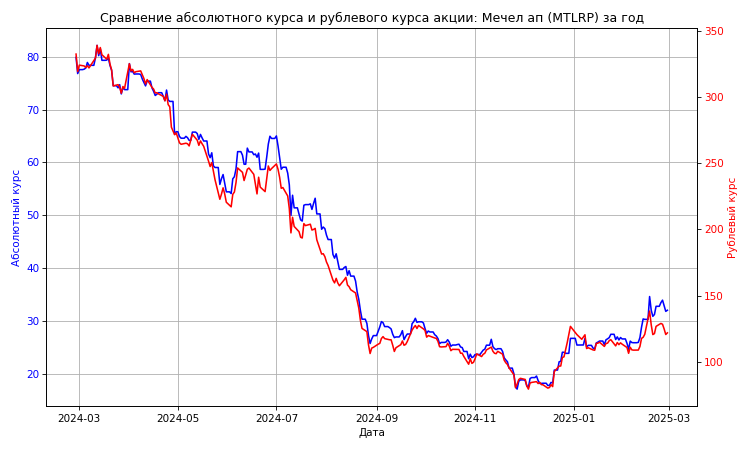 Сравнение абсолютного курса и рублевого курса акции: Мечел ап (MTLRP) за год
Абсолютный курс
80
70
60
50
40
30
20
350
300
250
200
150
100
Рублевый курс
2024-03 2024-05 2024-07 2024-09 2024-11 2025-01 2025-03
Дата